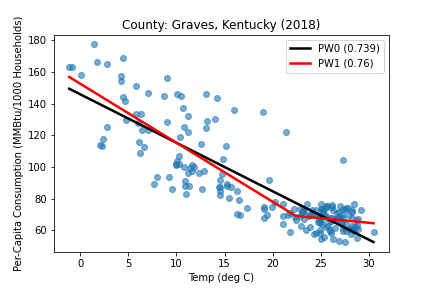 County: Graves, Kentucky (2018)
PW0 (0.739)
PW1 (0.76)
Per-Capita Consumption (MMBtu/1000 Households)
180
160
140
120
100
80
60
0 5 10 15 20 25 30
Temp (deg C)